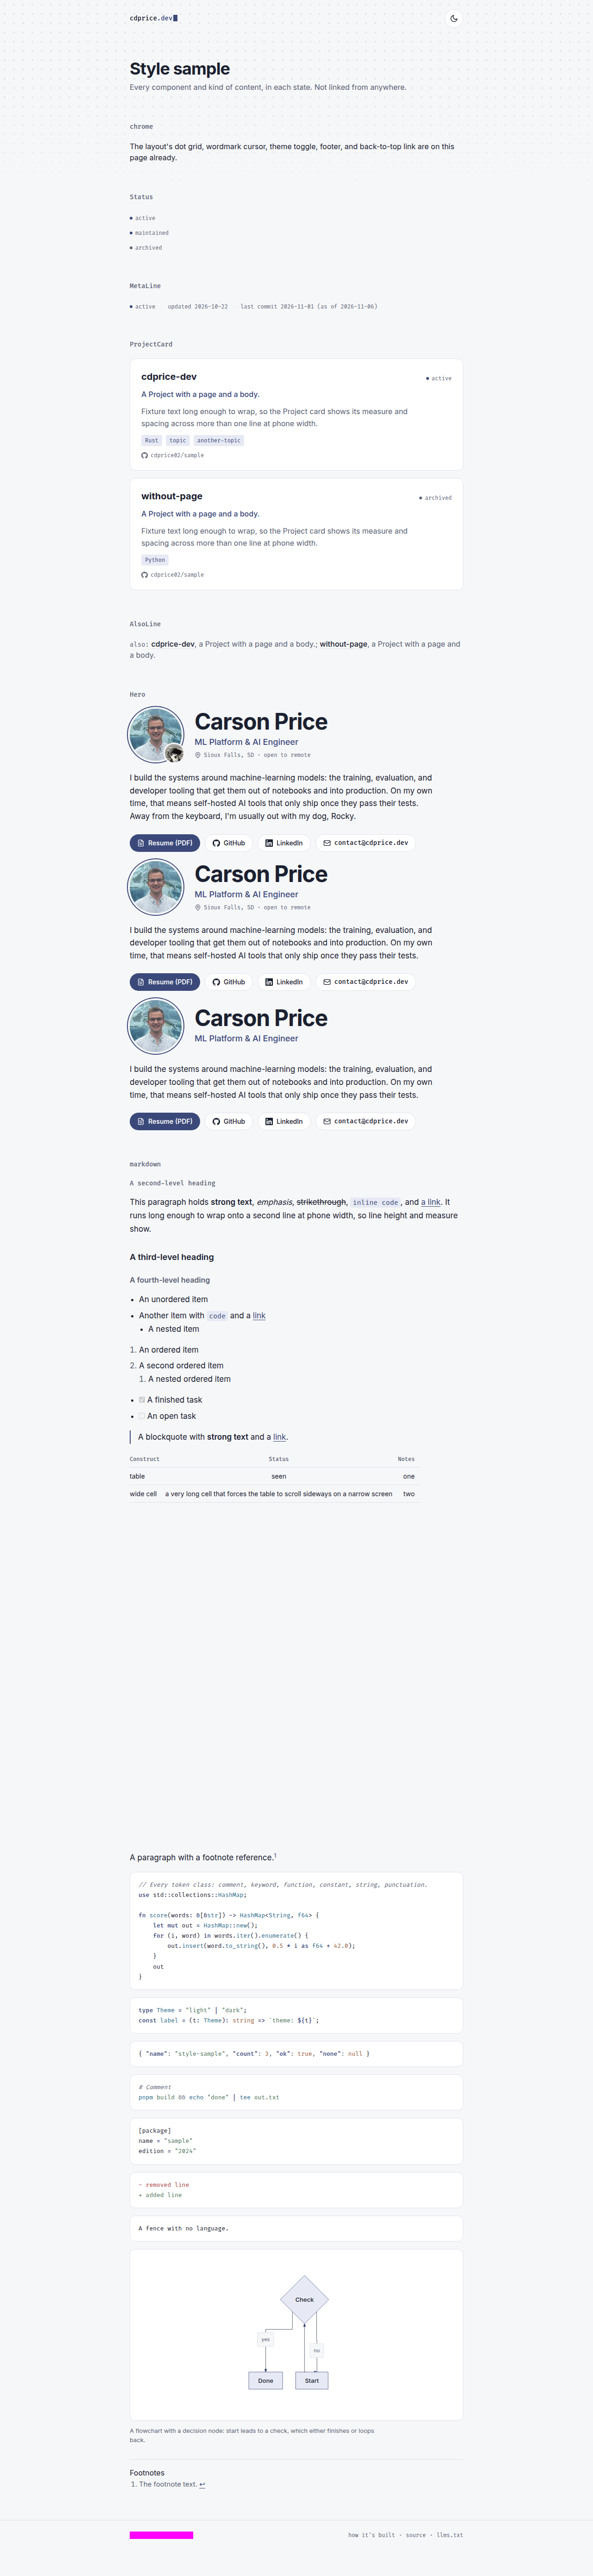 cdprice.dev
Style sample
Every component and kind of content, in each state. Not linked from anywhere.
chrome
The layout's dot grid, wordmark cursor, theme toggle, footer, and back-to-top link are on this
page already.
Status
active
maintained
archived
MetaLine
active updated 2026-10-22 last commit 2026-11-01 (as of 2026-11-06)
ProjectCard
cdprice-dev active
A Project with a page and a body.
Fixture text long enough to wrap, so the Project card shows its measure and
spacing across more than one line at phone width.
Rust topic another-topic
cdprice02/sample
without-page archived
A Project with a page and a body.
Fixture text long enough to wrap, so the Project card shows its measure and
spacing across more than one line at phone width.
Python
cdprice02/sample
AlsoLine
also: cdprice-dev, a Project with a page and a body.; without-page, a Project with a page and
a body.
Hero
Carson Price
ML Platform & AI Engineer
Sioux Falls, SD · open to remote
I build the systems around machine-learning models: the training, evaluation, and
developer tooling that get them out of notebooks and into production. On my own
time, that means self-hosted AI tools that only ship once they pass their tests.
Away from the keyboard, I'm usually out with my dog, Rocky.
Resume (PDF) GitHub LinkedIn contact@cdprice.dev
Carson Price
ML Platform & AI Engineer
Sioux Falls, SD · open to remote
I build the systems around machine-learning models: the training, evaluation, and
developer tooling that get them out of notebooks and into production. On my own
time, that means self-hosted AI tools that only ship once they pass their tests.
Resume (PDF) GitHub LinkedIn contact@cdprice.dev
Carson Price
ML Platform & AI Engineer
I build the systems around machine-learning models: the training, evaluation, and
developer tooling that get them out of notebooks and into production. On my own
time, that means self-hosted AI tools that only ship once they pass their tests.
Resume (PDF) GitHub LinkedIn contact@cdprice.dev
markdown
A second-level heading
This paragraph holds strong text, emphasis, strikethrough, inline code, and a link. It
runs long enough to wrap onto a second line at phone width, so line height and measure
show.
A third-level heading
A fourth-level heading
• An unordered item
• Another item with code and a link
• A nested item
1. An ordered item
2. A second ordered item
1. A nested ordered item
• A finished task
• An open task
A blockquote with strong text and a link.
Construct Status Notes
table seen one
wide cell a very long cell that forces the table to scroll sideways on a narrow screen two
A paragraph with a footnote reference.1
// Every token class: comment, keyword, function, constant, string, punctuation.
use std::collections::HashMap;
fn score(words: &[&str]) -> HashMap<String, f64> {
let mut out = HashMap::new();
for (i, word) in words.iter().enumerate() {
out.insert(word.to_string(), 0.5 * i as f64 + 42.0);
}
out
}
type Theme = "light" | "dark";
const label = (t: Theme): string => `theme: ${t}`;
{ "name": "style-sample", "count": 3, "ok": true, "none": null }
# Comment
pnpm build && echo "done" | tee out.txt
[package]
name = "sample"
edition = "2024"
- removed line
+ added line
A fence with no language.
Check
yes
no
Done Start
A flowchart with a decision node: start leads to a check, which either finishes or loops
back.
Footnotes
1. The footnote text. ↩
how it's built · source · llms.txt